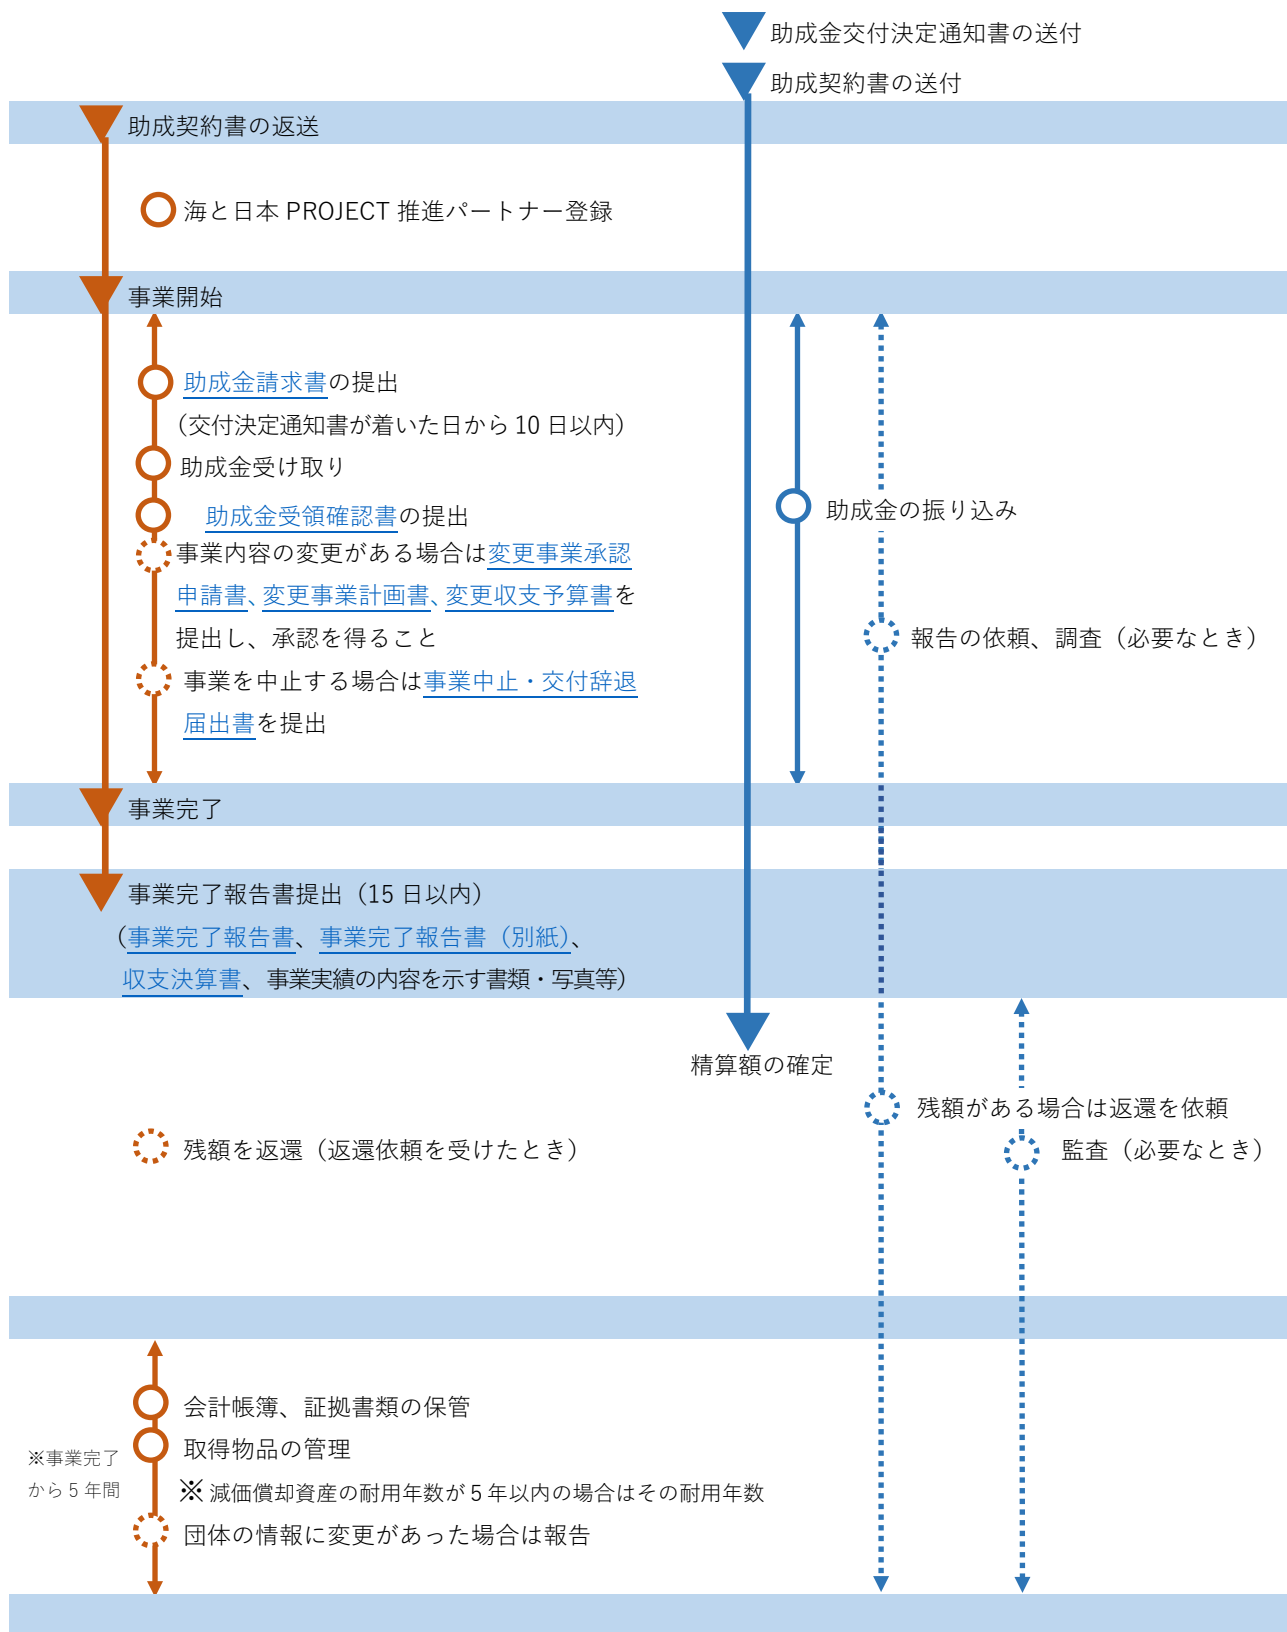 助成金交付決定通知書の送付
助成契約書の送付
助成契約書の返送
海と日本 PROJECT 推進パートナー登録
事業開始
助成金請求書の提出
（交付決定通知書が着いた日から 10 日以内）
助成金受け取り
助成金受領確認書の提出
助成金の振り込み
事業内容の変更がある場合は変更事業承認
申請書、変更事業計画書、変更収支予算書を
提出し、承認を得ること
報告の依頼、調査（必要なとき）
事業を中止する場合は事業中止・交付辞退
届出書を提出
事業完了
事業完了報告書提出（15 日以内）
（事業完了報告書、事業完了報告書（別紙）、
収支決算書、事業実績の内容を示す書類・写真等）
精算額の確定
残額がある場合は返還を依頼
残額を返還（返還依頼を受けたとき）
監査（必要なとき）
会計帳簿、証拠書類の保管
取得物品の管理
※事業完了
から 5 年間
※ 減価償却資産の耐用年数が 5 年以内の場合はその耐用年数
団体の情報に変更があった場合は報告